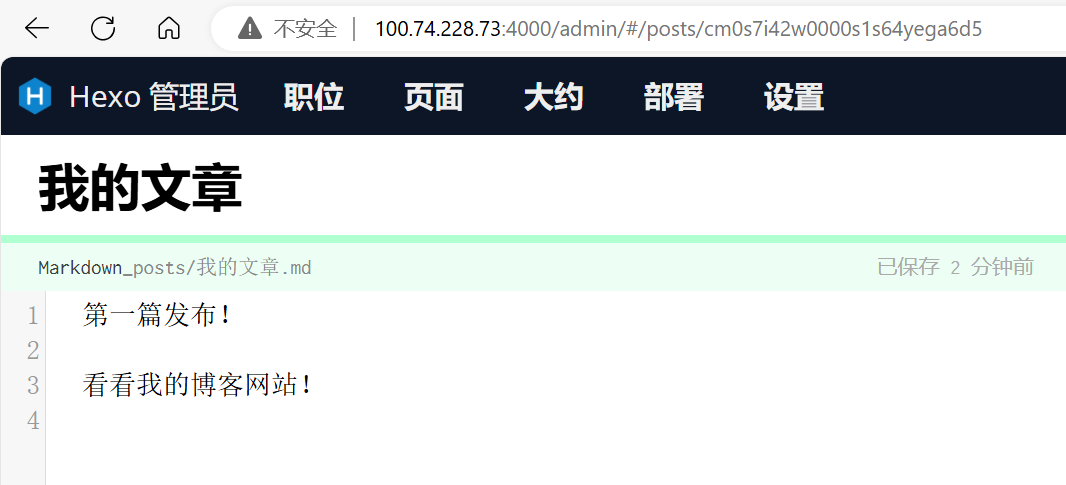 不安全 | 100.74.228.73:4000/admin/#/posts/cm0s7i42w0000s1s64yega6d5
H Hexo 管理员 职位 页面 大约 部署 设置
我的文章
Markdown_posts/我的文章.md 已保存 2 分钟前
1 第一篇发布！
2
3 看看我的博客网站！
4